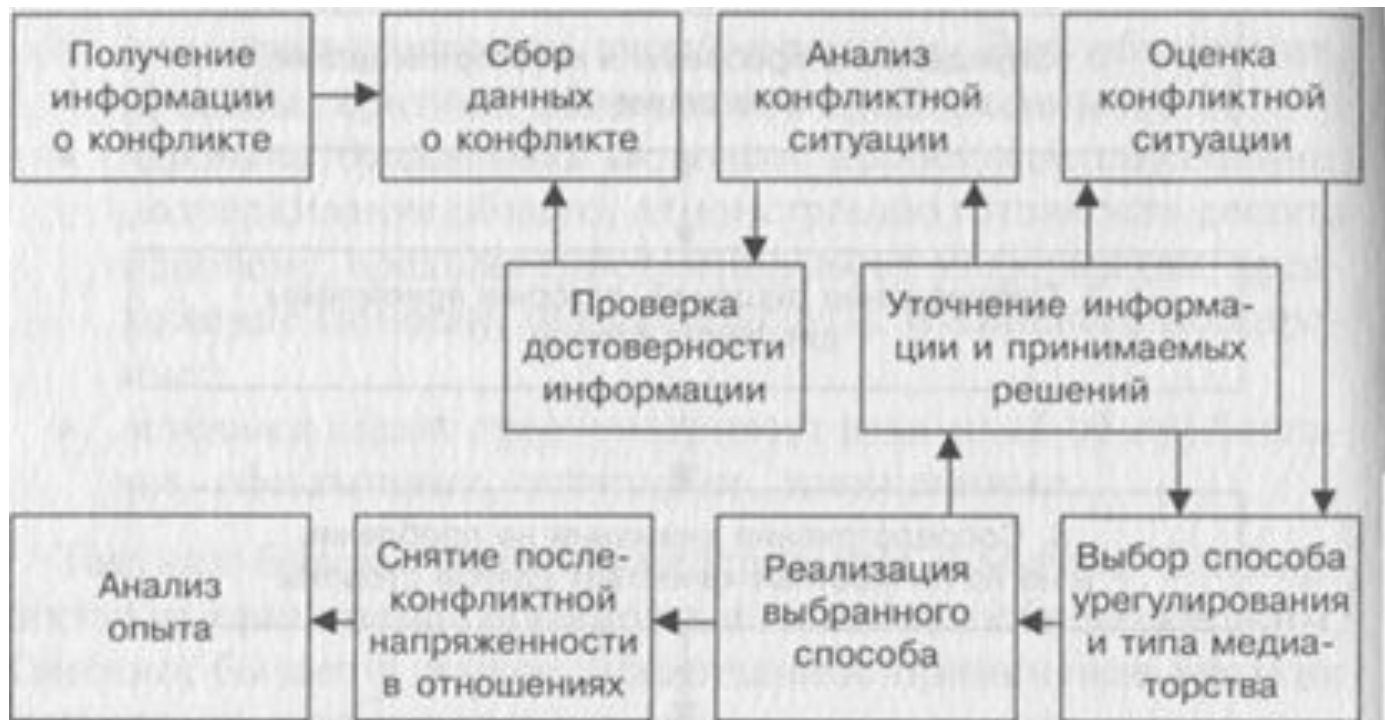 Получение
информации
о конфликте
Сбор
данных
о конфликте
Анализ
конфликтной
ситуации
Оценка
конфликтной
ситуации
Проверка
достоверности
информации
Уточнение информа-
ции и принимаемых
решений
Анализ
опыта
Снятие после-
конфликтной
напряженности
в отношениях
Реализация
выбранного
способа
Выбор способа
урегулирования
и типа медиа-
торства